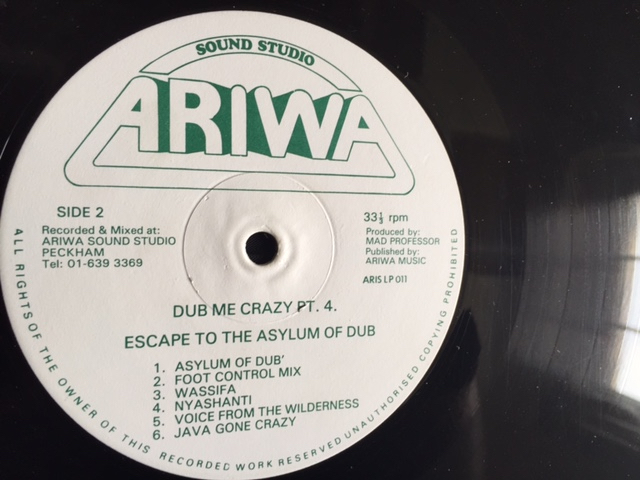 SOUND STUDIO
ARIWA
SIDE 2
Recorded & Mixed at:
ARIWA SOUND STUDIO
PECKHAM
Tel: 01-639 3369
33⅓ rpm
Produced by:
MAD PROFESSOR
Published by:
ARIWA MUSIC
ARIS LP 011
DUB ME CRAZY PT. 4.
ESCAPE TO THE ASYLUM OF DUB
1. ASYLUM OF DUB'
2. FOOT CONTROL MIX
3. WASSIFA
4. NYASHANTI
5. VOICE FROM THE WILDERNESS
6. JAVA GONE CRAZY
ALL RIGHTS OF THE OWNER OF THIS RECORDED WORK RESERVED UNAUTHORISED COPYING PROHIBITED